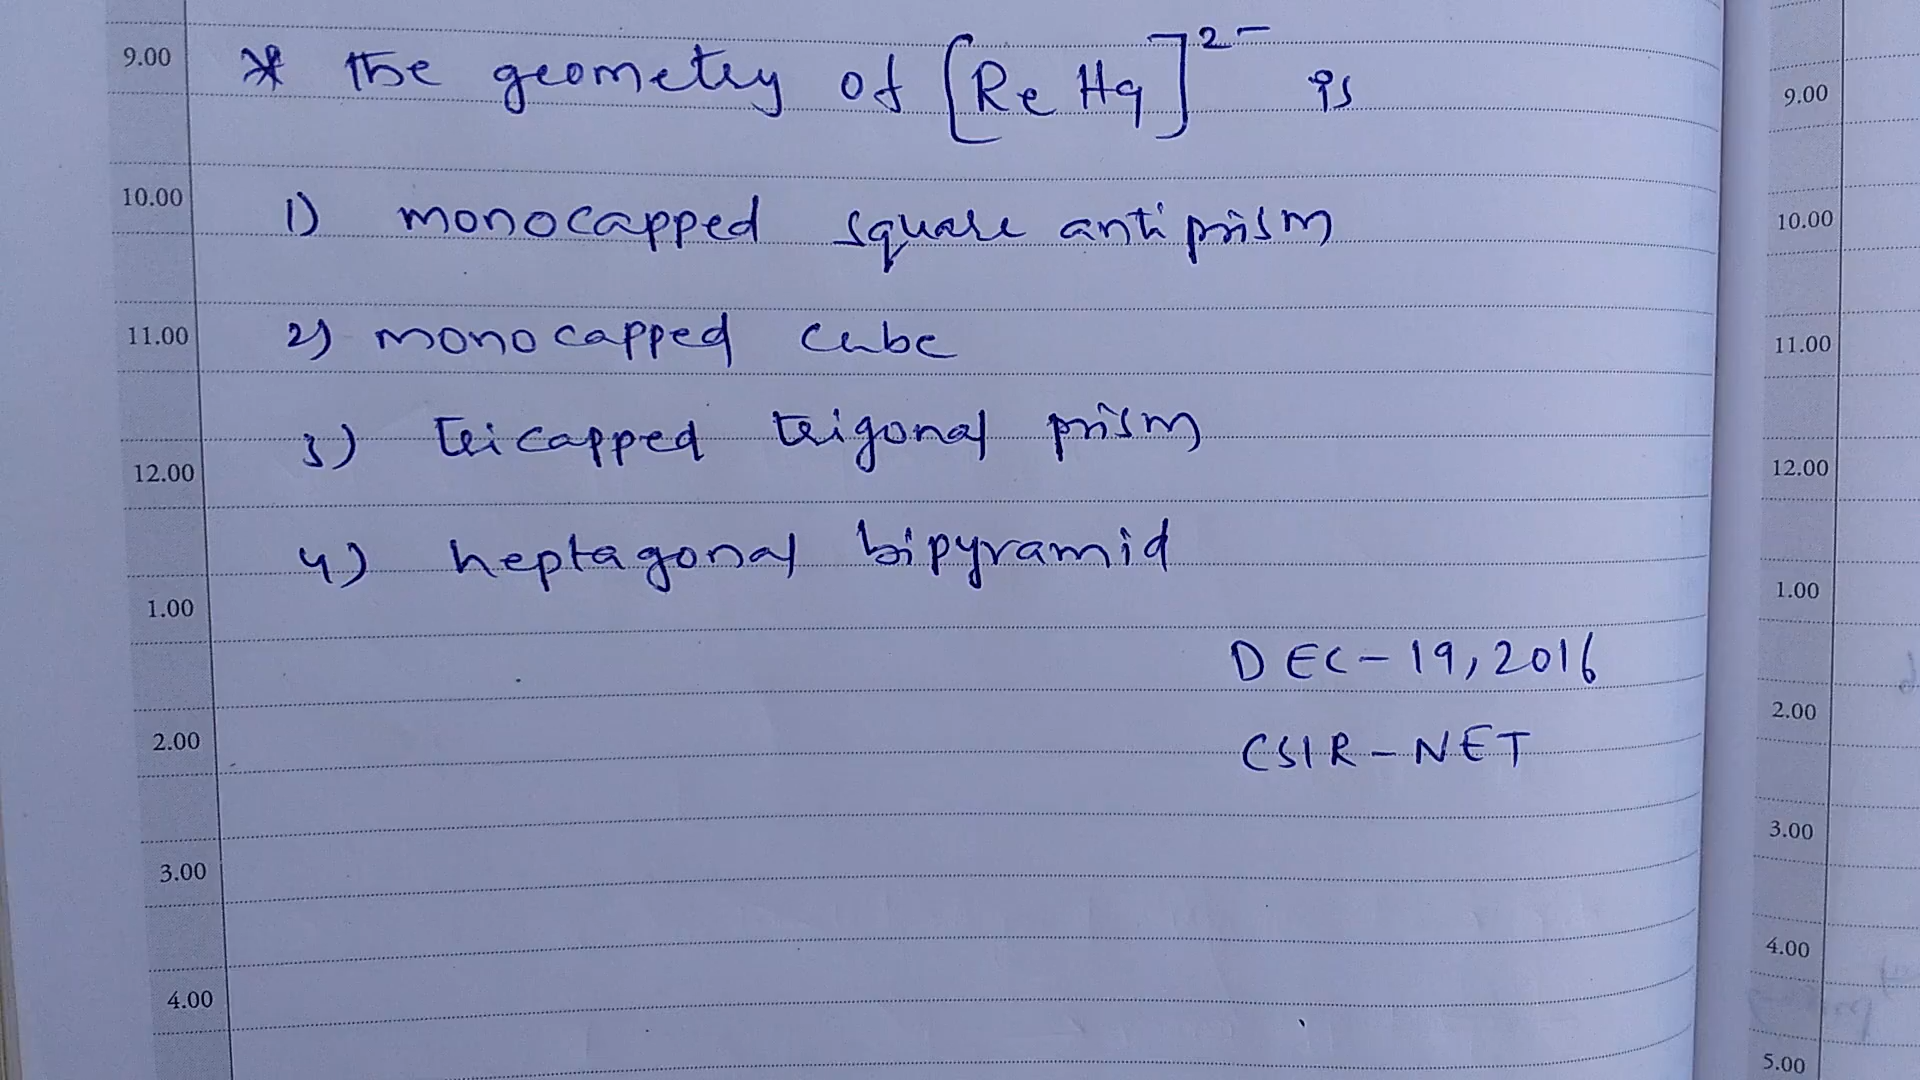 9.00 * the geometry of [ReH9]2- is 9.00
10.00 1) monocapped square antiprism 10.00
11.00 2) monocapped cube 11.00
3) tricapped trigonal prism
12.00 12.00
4) heptagonal bipyramid
1.00 1.00
DEC-19,2016
2.00 CSIR-NET 2.00
3.00 3.00
4.00 4.00
5.00